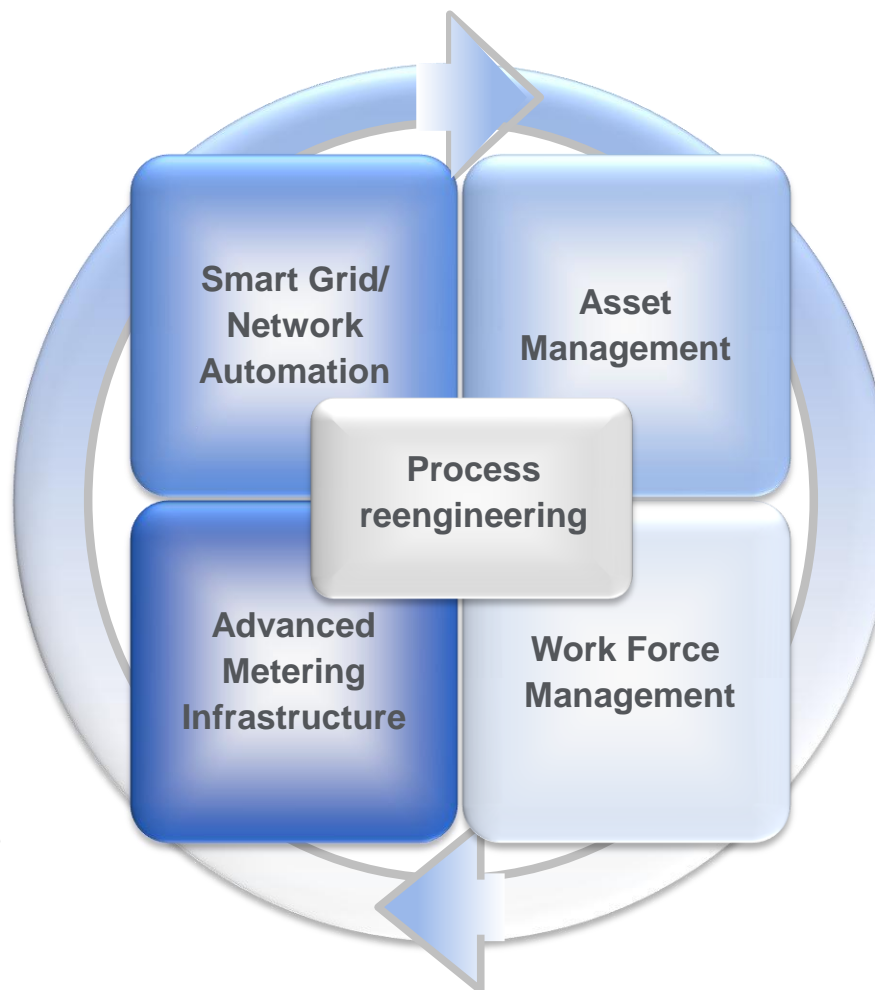 Smart Grid/
Network
Automation
Asset
Management
Process
reengineering
Advanced
Metering
Infrastructure
Work Force
Management